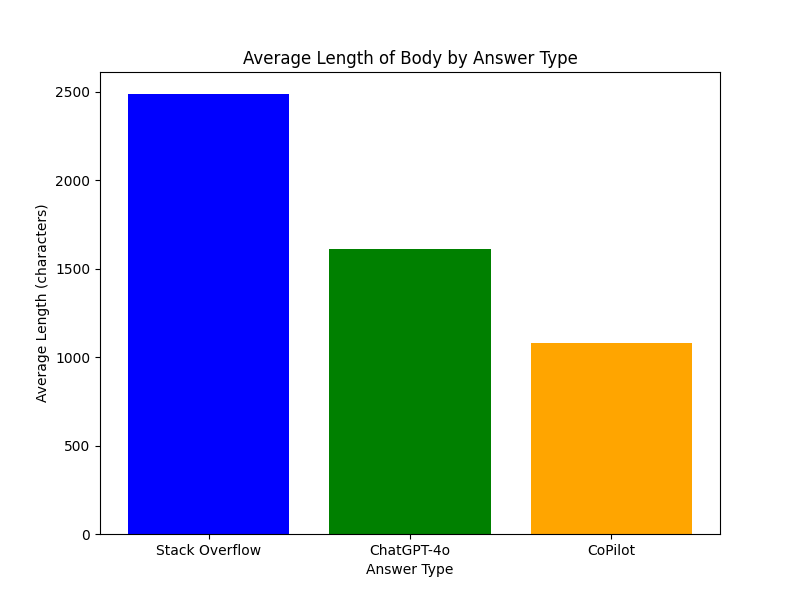 Average Length of Body by Answer Type
Average Length (characters)
2500
2000
1500
1000
500
0
Stack Overflow
ChatGPT-4o
CoPilot
Answer Type